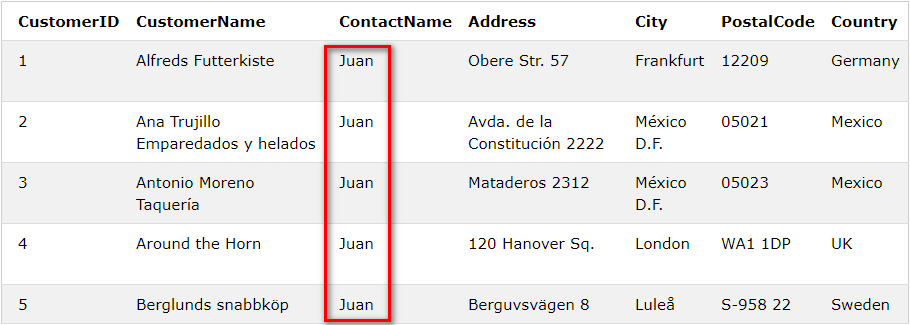 CustomerID CustomerName ContactName Address City PostalCode Country
1 Alfreds Futterkiste Juan Obere Str. 57 Frankfurt 12209 Germany
2 Ana Trujillo Juan Avda. de la México 05021 Mexico
Emparedados y helados Constitución 2222 D.F.
3 Antonio Moreno Juan Mataderos 2312 México 05023 Mexico
Taquería D.F.
4 Around the Horn Juan 120 Hanover Sq. London WA1 1DP UK
5 Berglunds snabbköp Juan Berguvsvägen 8 Luleå S-958 22 Sweden